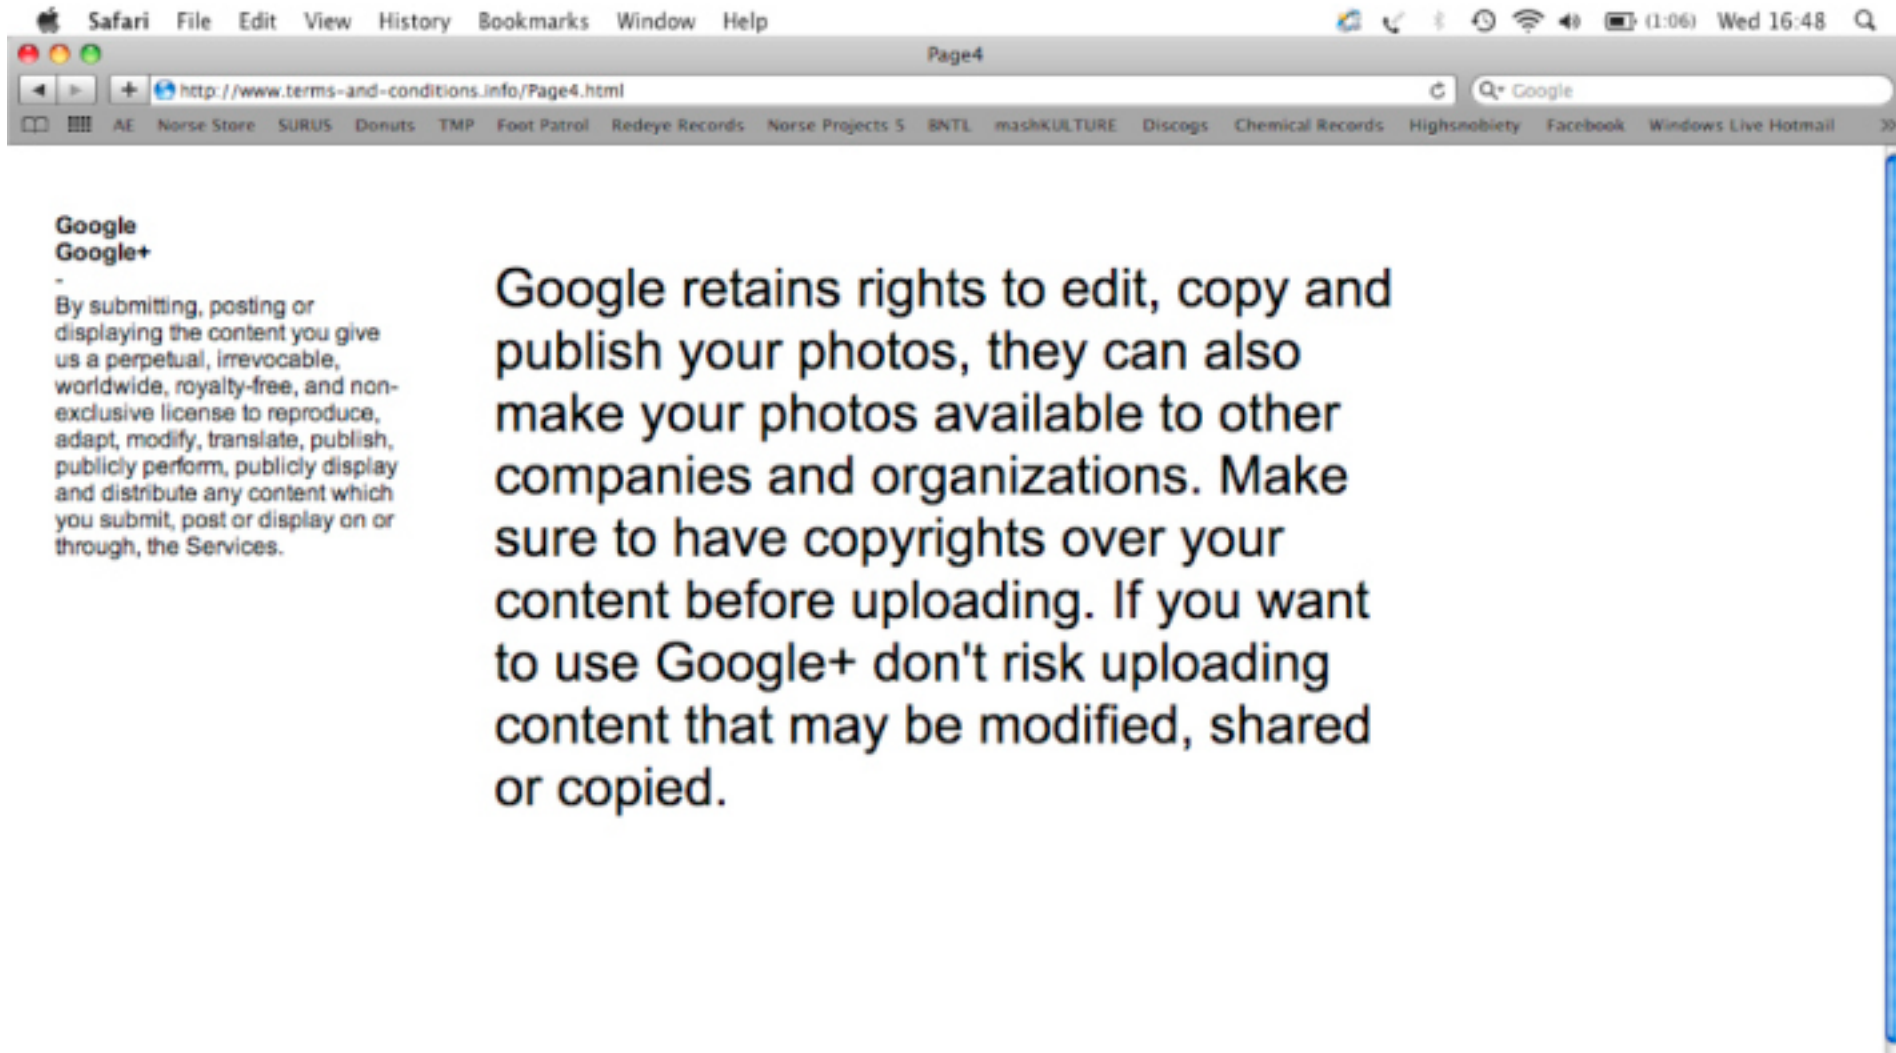 Safari File Edit View History Bookmarks Window Help (1:06) Wed 16:48
Page4
http://www.terms-and-conditions.info/Page4.html Google
AE Norse Store SURUS Donuts TMP Foot Patrol Redeye Records Norse Projects S BNTL mashKULTURE Discogs Chemical Records Highsnobiety Facebook Windows Live Hotmail
Google
Google+
-
By submitting, posting or
displaying the content you give
us a perpetual, irrevocable,
worldwide, royalty-free, and non-
exclusive license to reproduce,
adapt, modify, translate, publish,
publicly perform, publicly display
and distribute any content which
you submit, post or display on or
through, the Services.
Google retains rights to edit, copy and
publish your photos, they can also
make your photos available to other
companies and organizations. Make
sure to have copyrights over your
content before uploading. If you want
to use Google+ don't risk uploading
content that may be modified, shared
or copied.